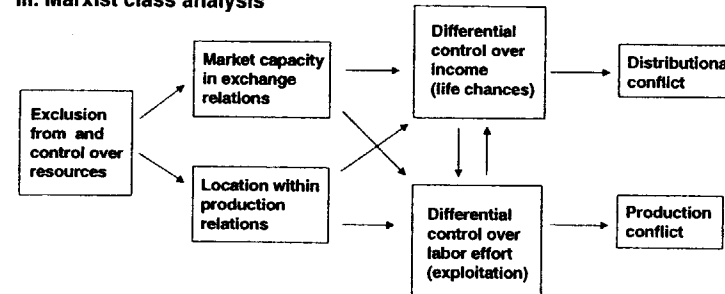 III. Marxist class analysis
Market capacity
in exchange
relations
Differential
control over
income
(life chances)
Distributiona
conflict
Exclusion
from and
control over
resources
Location within
production
relations
Differential
control over
labor effort
(exploitation)
Production
conflict